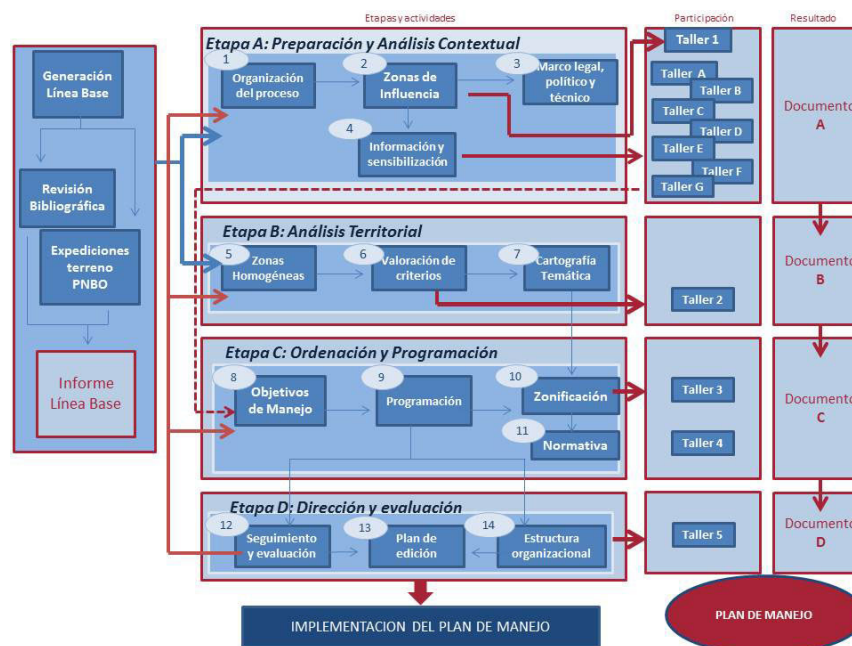 Etapas y actividades
Participación
Resultado
Generación
Línea Base
Revisión
Bibliográfica
Expediciones
terreno
PNBO
Informe
Línea Base
Etapa A: Preparación y Análisis Contextual
1
Organización
del proceso
2
Zonas de
Influencia
3
Marco legal,
político y
técnico
4
Información y
sensibilización
Taller 1
Taller A
Taller B
Taller C
Taller D
Taller E
Taller F
Taller G
Documento
A
Etapa B: Análisis Territorial
5
Zonas
Homogéneas
6
Valoración de
criterios
7
Cartografía
Temática
Taller 2
Documento
B
Etapa C: Ordenación y Programación
8
Objetivos
de Manejo
9
Programación
10
Zonificación
11
Normativa
Taller 3
Taller 4
Documento
C
Etapa D: Dirección y evaluación
12
Seguimiento
y evaluación
13
Plan de
edición
14
Estructura
organizacional
Taller 5
Documento
D
IMPLEMENTACION DEL PLAN DE MANEJO
PLAN DE MANEJO